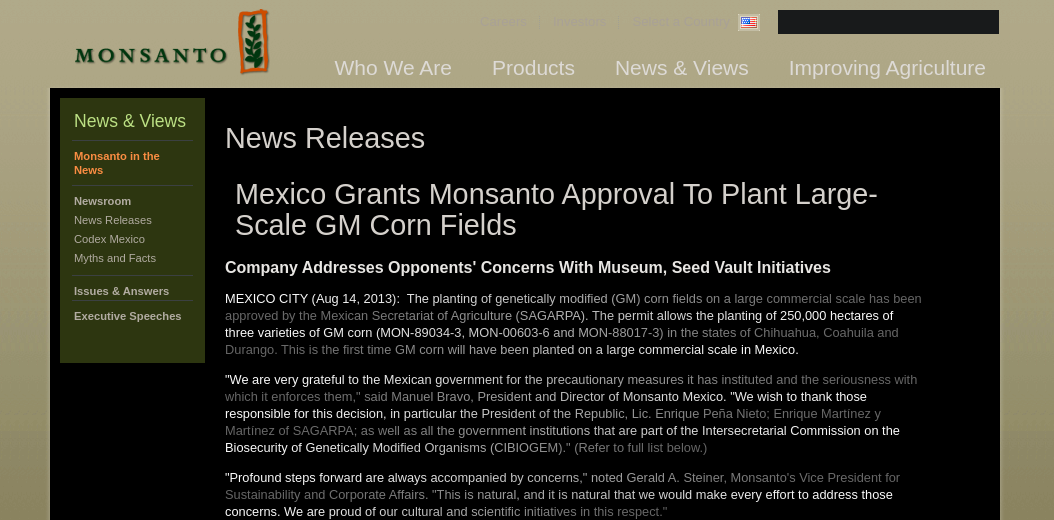 Careers | Investors | Select a Country
MONSANTO
Who We Are Products News & Views Improving Agriculture
News & Views
Monsanto in the
News
Newsroom
News Releases
Codex Mexico
Myths and Facts
Issues & Answers
Executive Speeches
News Releases
Mexico Grants Monsanto Approval To Plant Large-
Scale GM Corn Fields
Company Addresses Opponents' Concerns With Museum, Seed Vault Initiatives
MEXICO CITY (Aug 14, 2013): The planting of genetically modified (GM) corn fields on a large commercial scale has been
approved by the Mexican Secretariat of Agriculture (SAGARPA). The permit allows the planting of 250,000 hectares of
three varieties of GM corn (MON-89034-3, MON-00603-6 and MON-88017-3) in the states of Chihuahua, Coahuila and
Durango. This is the first time GM corn will have been planted on a large commercial scale in Mexico.
"We are very grateful to the Mexican government for the precautionary measures it has instituted and the seriousness with
which it enforces them," said Manuel Bravo, President and Director of Monsanto Mexico. "We wish to thank those
responsible for this decision, in particular the President of the Republic, Lic. Enrique Peña Nieto; Enrique Martínez y
Martínez of SAGARPA; as well as all the government institutions that are part of the Intersecretarial Commission on the
Biosecurity of Genetically Modified Organisms (CIBIOGEM)." (Refer to full list below.)
"Profound steps forward are always accompanied by concerns," noted Gerald A. Steiner, Monsanto's Vice President for
Sustainability and Corporate Affairs. "This is natural, and it is natural that we would make every effort to address those
concerns. We are proud of our cultural and scientific initiatives in this respect."